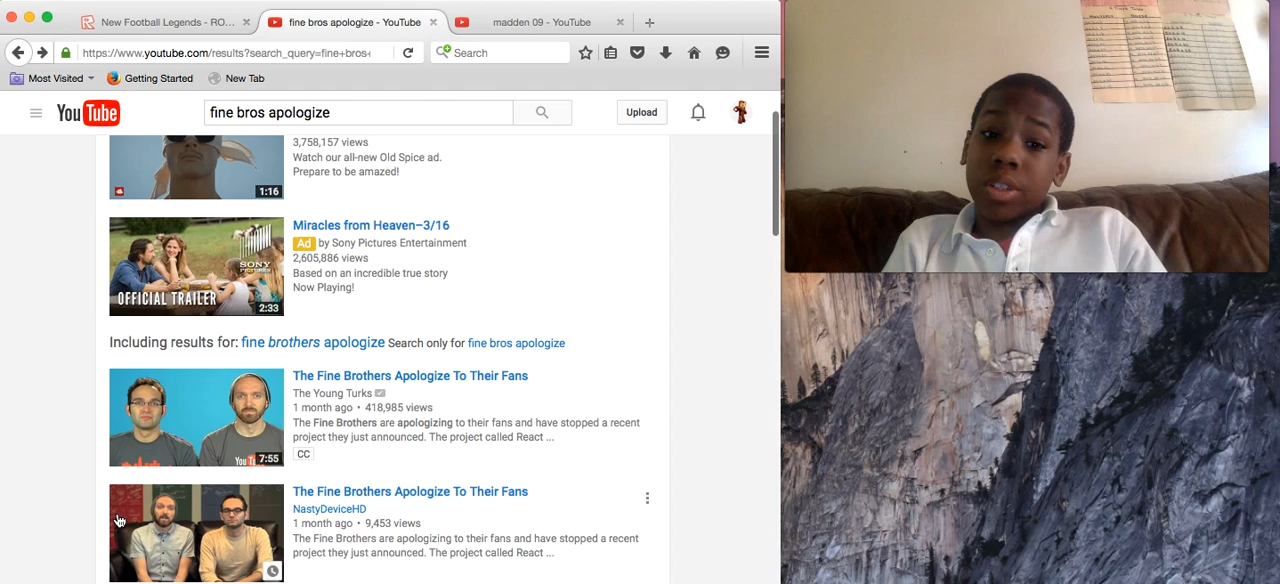 New Football Legends - RO...
fine bros apologize - YouTube
madden 09 - YouTube
https://www.youtube.com/results?search_query=fine+bros+
Search
Most Visited
Getting Started
New Tab
YouTube
fine bros apologize
Upload
3,758,157 views
Watch our all-new Old Spice ad.
Prepare to be amazed!
1:16
Miracles from Heaven–3/16
Ad by Sony Pictures Entertainment
2,605,886 views
Based on an incredible true story
Now Playing!
SONY
PICTURES
OFFICIAL TRAILER
2:33
Including results for: fine brothers apologize Search only for fine bros apologize
The Fine Brothers Apologize To Their Fans
The Young Turks
1 month ago • 418,985 views
The Fine Brothers are apologizing to their fans and have stopped a recent
project they just announced. The project called React ...
CC
You
7:55
The Fine Brothers Apologize To Their Fans
NastyDeviceHD
1 month ago • 9,453 views
The Fine Brothers are apologizing to their fans and have stopped a recent
project they just announced. The project called React ...